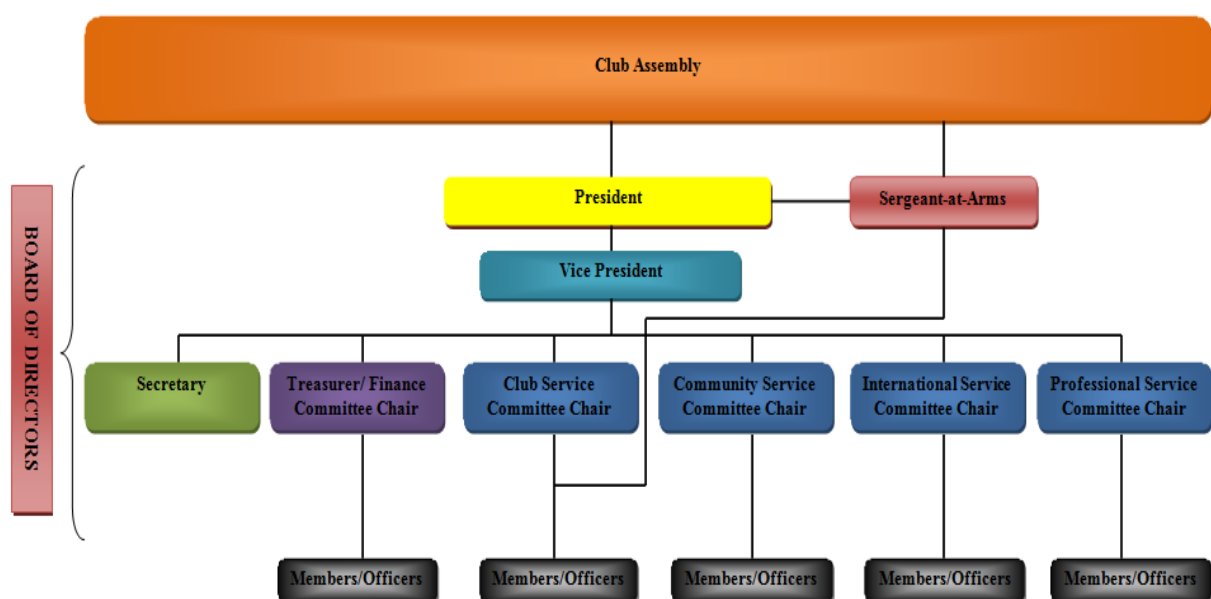 Club Assembly
President
Sergeant-at-Arms
Vice President
BOARD OF DIRECTORS
Secretary
Treasurer/ Finance
Committee Chair
Club Service
Committee Chair
Community Service
Committee Chair
International Service
Committee Chair
Professional Service
Committee Chair
Members/Officers
Members/Officers
Members/Officers
Members/Officers
Members/Officers